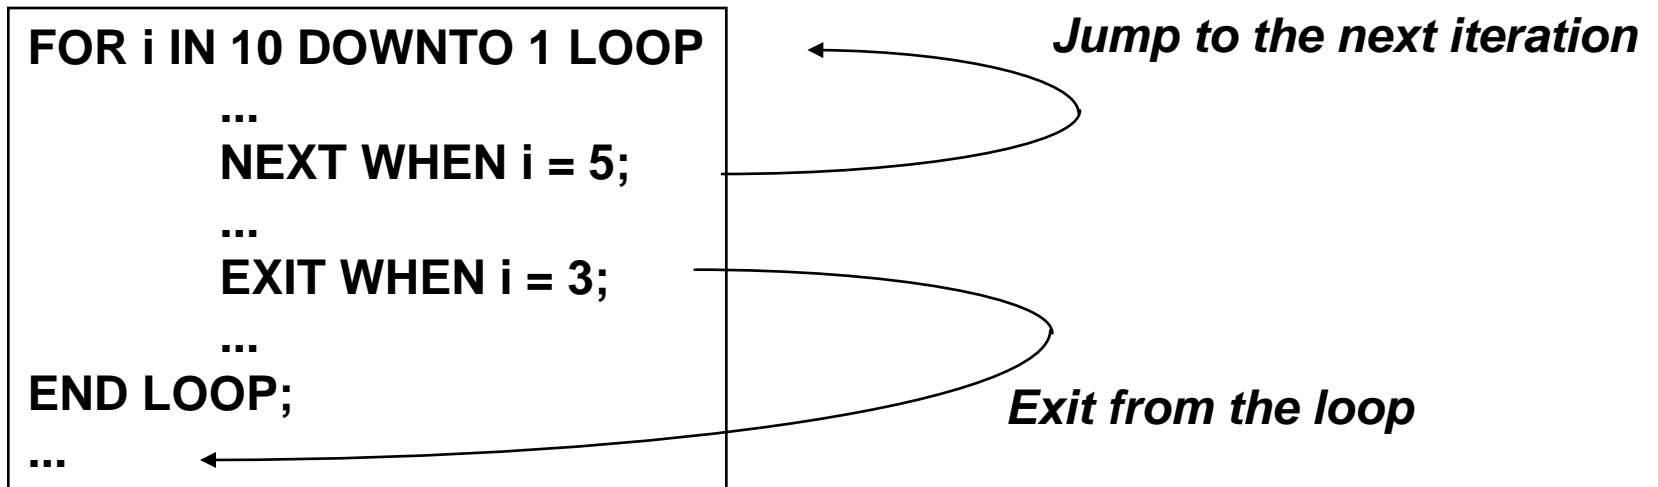 FOR i IN 10 DOWNTO 1 LOOP
...
NEXT WHEN i = 5;
...
EXIT WHEN i = 3;
...
END LOOP;
...
Jump to the next iteration
Exit from the loop